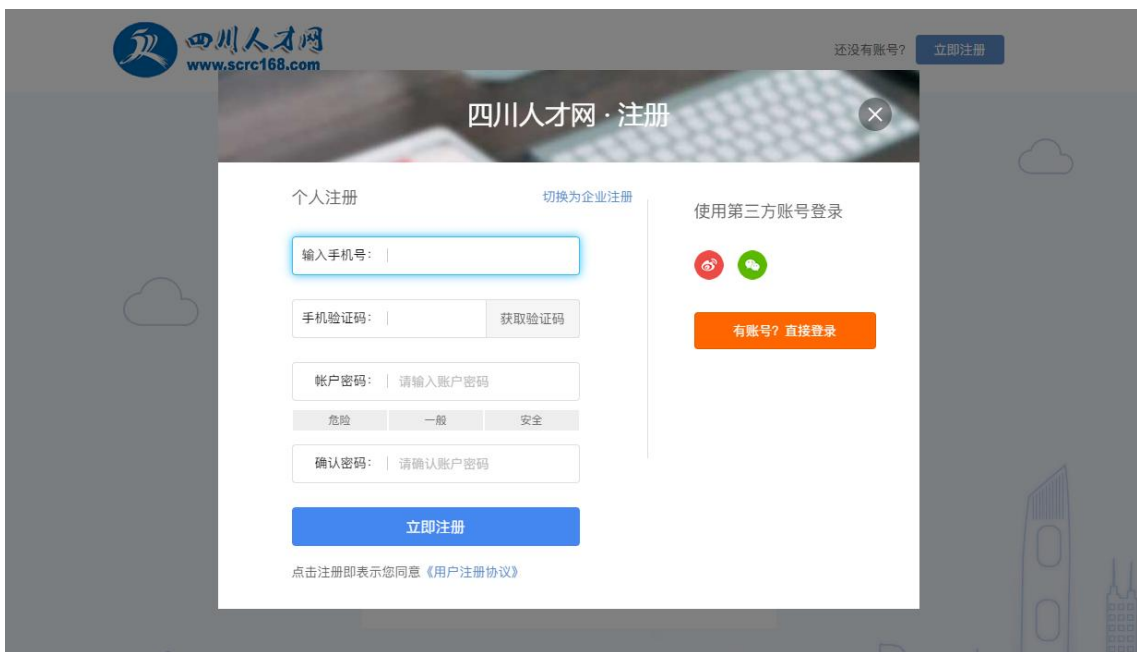 四川人才网
www.scrc168.com
还没有账号？ 立即注册
四川人才网·注册
个人注册 切换为企业注册
输入手机号：
手机验证码： 获取验证码
帐户密码： 请输入账户密码
危险 一般 安全
确认密码： 请确认账户密码
立即注册
点击注册即表示您同意《用户注册协议》
使用第三方账号登录
有账号？直接登录